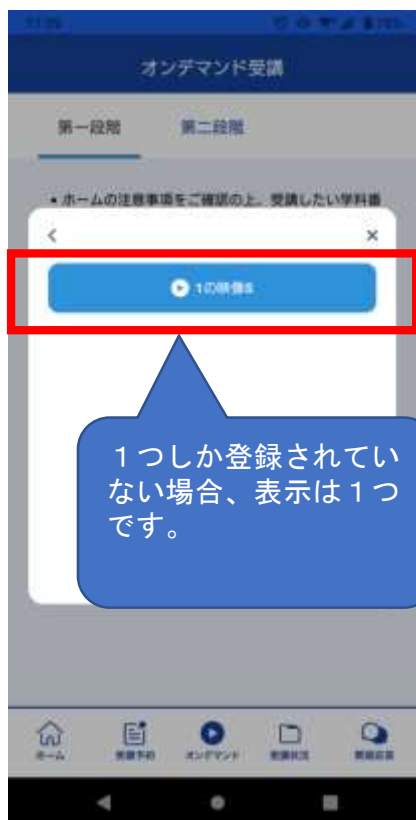 オンデマンド受講
第一段階
第二段階
• ホームの注意事項をご確認の上、受講したい学科番
1の映像
１つしか登録されてい
ない場合、表示は１つ
です。
ホーム
オンデマンド